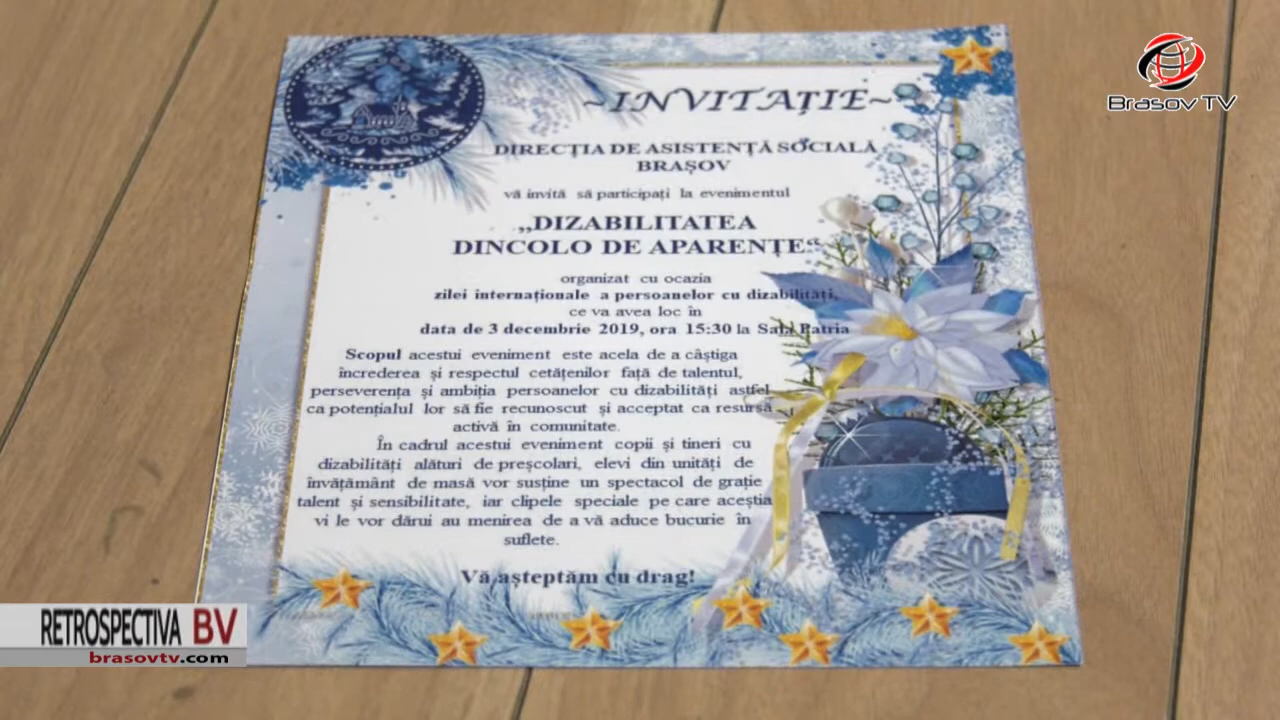 Brasov TV
~INVITAȚIE~
DIRECȚIA DE ASISTENȚĂ SOCIALĂ
BRAȘOV
vă invită să participați la evenimentul
„DIZABILITATEA
DINCOLO DE APARENȚE“
organizat cu ocazia
zilei internaționale a persoanelor cu dizabilități,
ce va avea loc în
data de 3 decembrie 2019, ora 15:30 la Sala Patria
Scopul acestui eveniment este acela de a câștiga
încrederea și respectul cetățenilor față de talentul,
perseverența și ambiția persoanelor cu dizabilități astfel
ca potențialul lor să fie recunoscut și acceptat ca resursă
activă în comunitate.
În cadrul acestui eveniment copii și tineri cu
dizabilități alături de preșcolari, elevi din unități de
învățământ de masă vor susține un spectacol de grație
talent și sensibilitate, iar clipele speciale pe care aceștia
vi le vor dărui au menirea de a vă aduce bucurie în
suflete.
Vă așteptăm cu drag!
RETROSPECTIVA BV
brasovtv.com